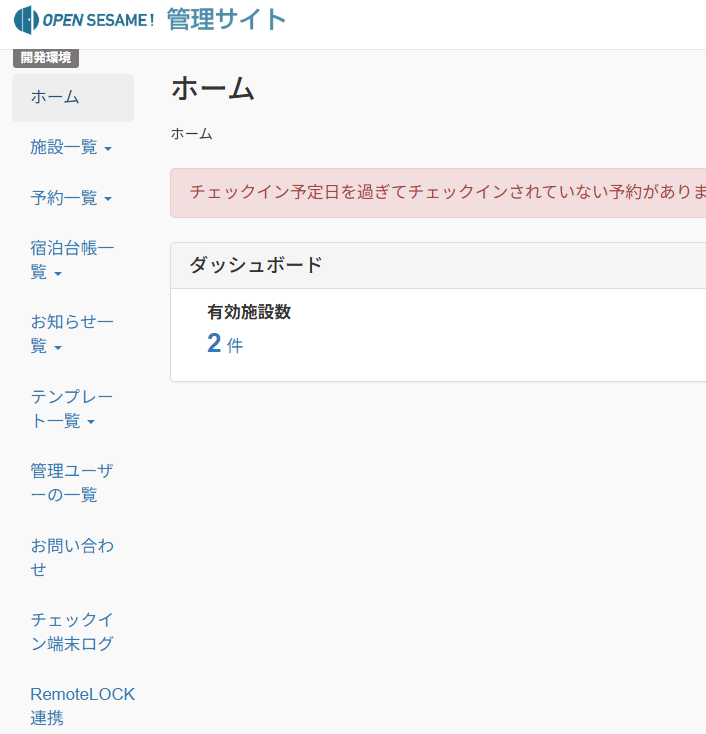 OPEN SESAME! 管理サイト
開発環境
ホーム
施設一覧
予約一覧
宿泊台帳一
覧
お知らせ一
覧
テンプレー
ト一覧
管理ユーザ
ーの一覧
お問い合わ
せ
チェックイ
ン端末ログ
RemoteLOCK
連携
ホーム
ホーム
チェックイン予定日を過ぎてチェックインされていない予約がありま
ダッシュボード
有効施設数
2 件